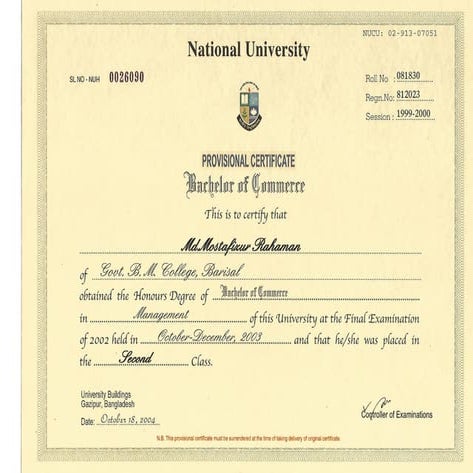 NUCU: 02-913-07051
National University
SL NO - NUH 0026090
Roll No : 081830
Regn.No: 812023
Session : 1999-2000
PROVISIONAL CERTIFICATE
Bachelor of Commerce
This is to certify that
Md.Mostafizur Rahaman
of Govt. B.M. College, Barisal
obtained the Honours Degree of Bachelor of Commerce
in Management of this University at the Final Examination
of 2002 held in October-December, 2003 and that he/she was placed in
the Second Class.
University Buildings
Gazipur, Bangladesh
Date: October 18, 2004
Controller of Examinations
N.B. This provisional certificate must be surrendered at the time of taking delivery of original certificate.